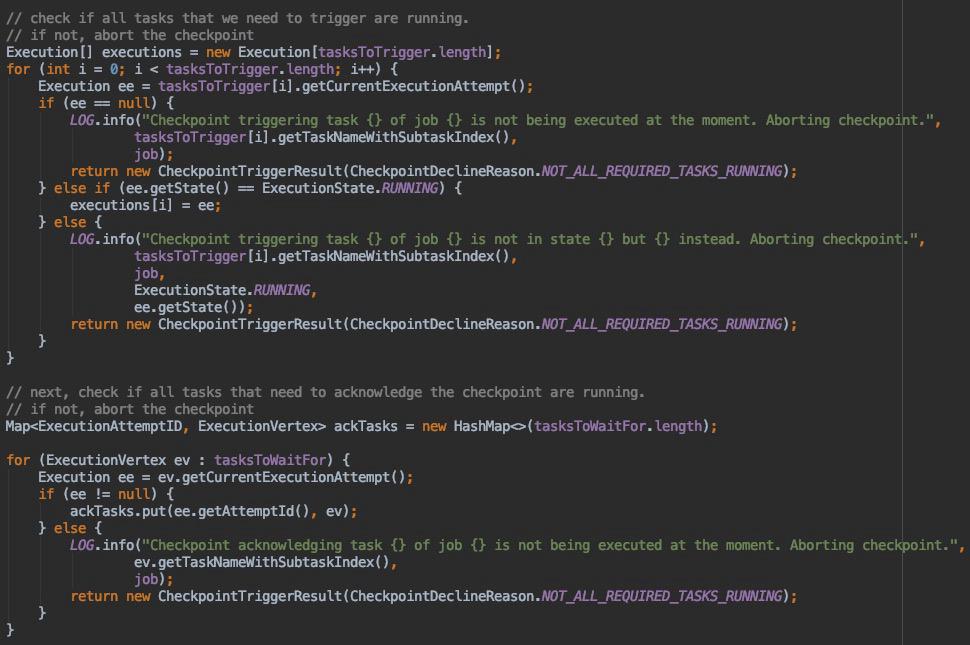 // check if all tasks that we need to trigger are running.
// if not, abort the checkpoint
Execution[] executions = new Execution[tasksToTrigger.length];
for (int i = 0; i < tasksToTrigger.length; i++) {
    Execution ee = tasksToTrigger[i].getCurrentExecutionAttempt();
    if (ee == null) {
        LOG.info("Checkpoint triggering task {} of job {} is not being executed at the moment. Aborting checkpoint.",
                tasksToTrigger[i].getTaskNameWithSubtaskIndex(),
                job);
        return new CheckpointTriggerResult(CheckpointDeclineReason.NOT_ALL_REQUIRED_TASKS_RUNNING);
    } else if (ee.getState() == ExecutionState.RUNNING) {
        executions[i] = ee;
    } else {
        LOG.info("Checkpoint triggering task {} of job {} is not in state {} but {} instead. Aborting checkpoint.",
                tasksToTrigger[i].getTaskNameWithSubtaskIndex(),
                job,
                ExecutionState.RUNNING,
                ee.getState());
        return new CheckpointTriggerResult(CheckpointDeclineReason.NOT_ALL_REQUIRED_TASKS_RUNNING);
    }
}

// next, check if all tasks that need to acknowledge the checkpoint are running.
// if not, abort the checkpoint
Map<ExecutionAttemptID, ExecutionVertex> ackTasks = new HashMap<>(tasksToWaitFor.length);

for (ExecutionVertex ev : tasksToWaitFor) {
    Execution ee = ev.getCurrentExecutionAttempt();
    if (ee != null) {
        ackTasks.put(ee.getAttemptId(), ev);
    } else {
        LOG.info("Checkpoint acknowledging task {} of job {} is not being executed at the moment. Aborting checkpoint.",
                ev.getTaskNameWithSubtaskIndex(),
                job);
        return new CheckpointTriggerResult(CheckpointDeclineReason.NOT_ALL_REQUIRED_TASKS_RUNNING);
    }
}